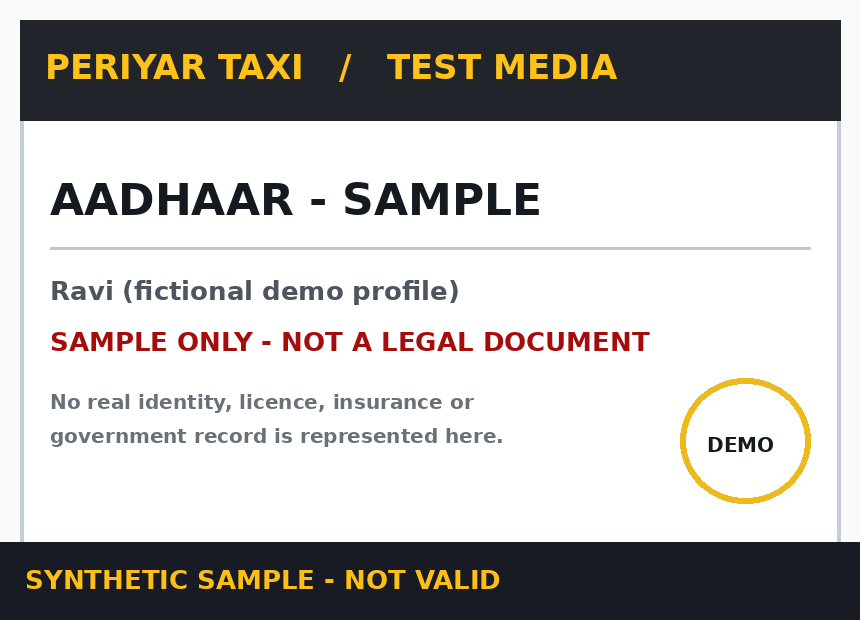 PERIYAR TAXI / TEST MEDIA
AADHAAR - SAMPLE
Ravi (fictional demo profile)
SAMPLE ONLY - NOT A LEGAL DOCUMENT
No real identity, licence, insurance or
government record is represented here.
DEMO
SYNTHETIC SAMPLE - NOT VALID